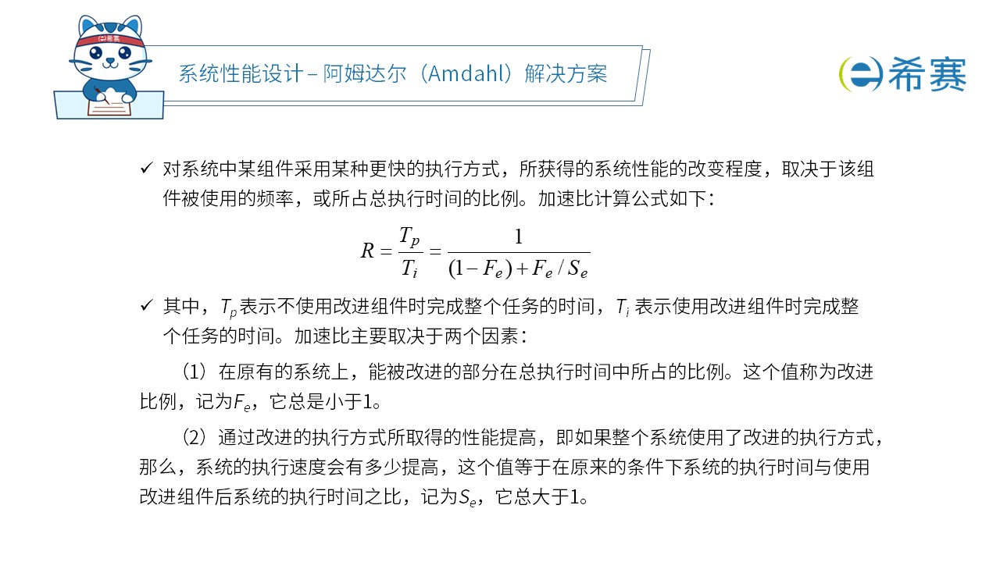 希赛
系统性能设计 – 阿姆达尔（Amdahl）解决方案
希赛
✓ 对系统中某组件采用某种更快的执行方式，所获得的系统性能的改变程度，取决于该组
件被使用的频率，或所占总执行时间的比例。加速比计算公式如下：
R = Tp / Ti = 1 / ((1 − Fe) + Fe / Se)
✓ 其中，Tp表示不使用改进组件时完成整个任务的时间，Ti 表示使用改进组件时完成整
个任务的时间。加速比主要取决于两个因素：
（1）在原有的系统上，能被改进的部分在总执行时间中所占的比例。这个值称为改进
比例，记为Fe，它总是小于1。
（2）通过改进的执行方式所取得的性能提高，即如果整个系统使用了改进的执行方式，
那么，系统的执行速度会有多少提高，这个值等于在原来的条件下系统的执行时间与使用
改进组件后系统的执行时间之比，记为Se，它总大于1。